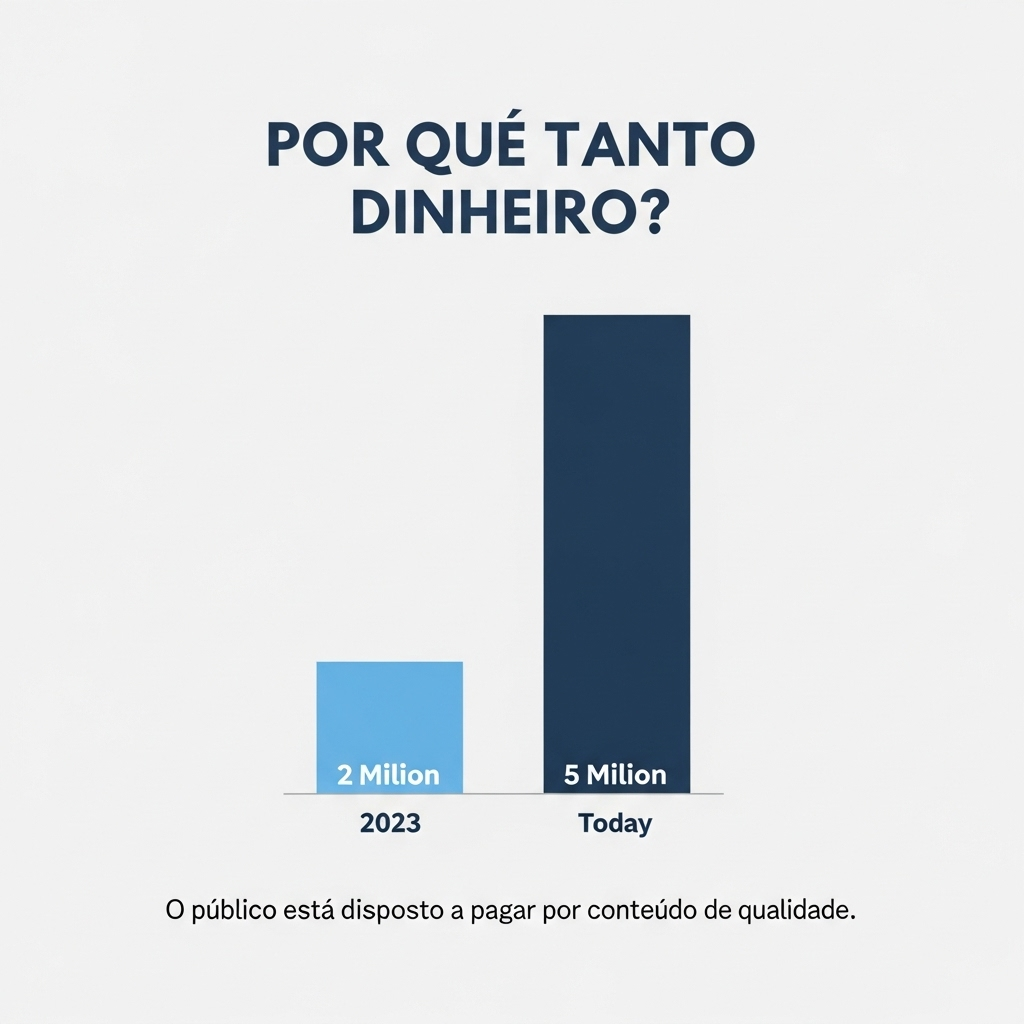 POR QUÉ TANTO
DINHEIRO?
2 Milion
5 Milion
2023
Today
O público está disposto a pagar por conteúdo de qualidade.